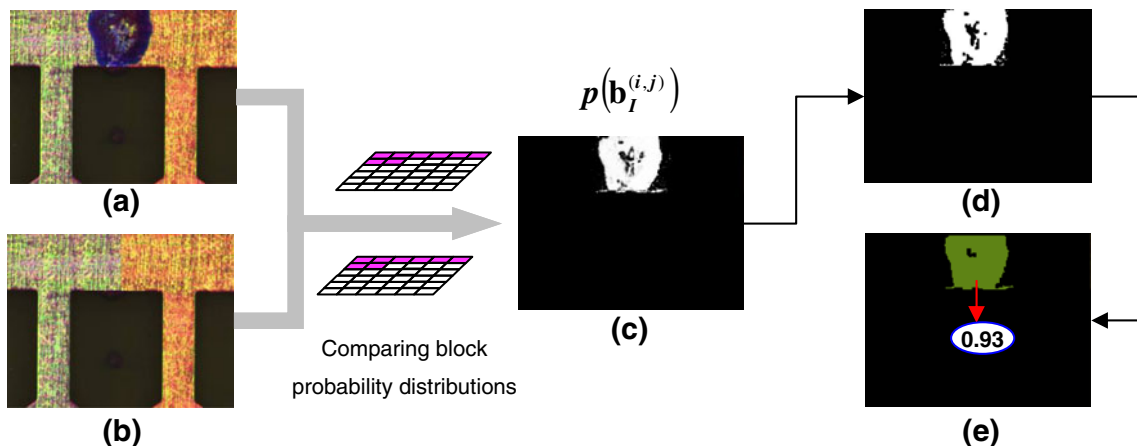 (a)
(b)
Comparing block
probability distributions
p(b_I^(i,j))
(c)
(d)
0.93
(e)